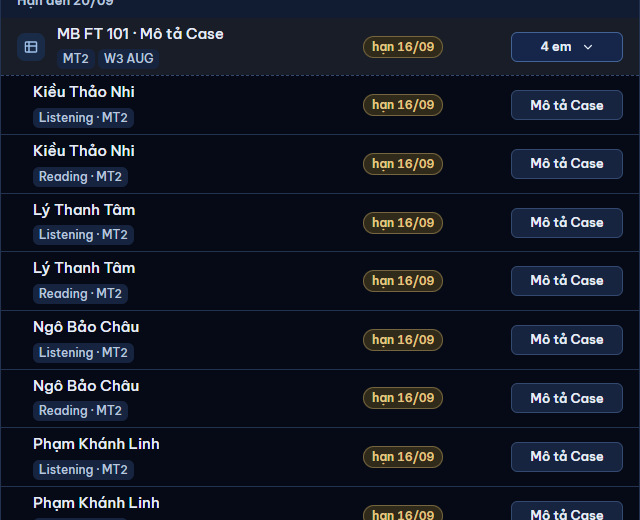 Hạn đến 20/09
MB FT 101 · Mô tả Case
MT2 W3 AUG
hạn 16/09
4 em
Kiều Thảo Nhi
Listening · MT2
hạn 16/09
Mô tả Case
Kiều Thảo Nhi
Reading · MT2
hạn 16/09
Mô tả Case
Lý Thanh Tâm
Listening · MT2
hạn 16/09
Mô tả Case
Lý Thanh Tâm
Reading · MT2
hạn 16/09
Mô tả Case
Ngô Bảo Châu
Listening · MT2
hạn 16/09
Mô tả Case
Ngô Bảo Châu
Reading · MT2
hạn 16/09
Mô tả Case
Phạm Khánh Linh
Listening · MT2
hạn 16/09
Mô tả Case
Phạm Khánh Linh
hạn 16/09
Mô tả Case